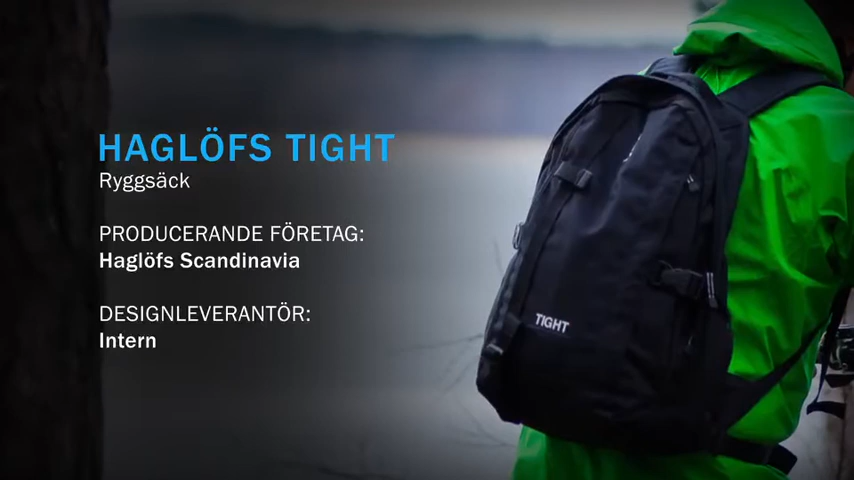 HAGLÖFS TIGHT
Ryggsäck
PRODUCERANDE FÖRETAG:
Haglöfs Scandinavia
DESIGNLEVERANTÖR:
Intern
TIGHT